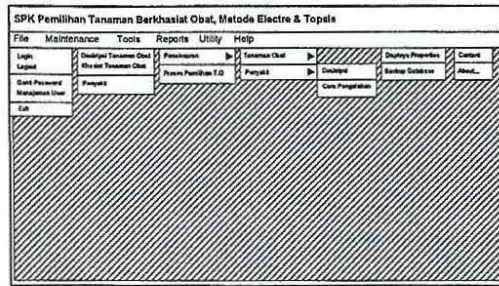 SPK Pemilihan Tanaman Berkhasiat Obat, Metode Electre & Topsis
File Maintenance Tools Reports Utility Help
Login
Logout
Ganti Password
Manajemen User
Exit
Deskripsi Tanaman Obat
Khasiat Tanaman Obat
Penyakit
Penelusuran
Proses Pemilihan T.O
Tanaman Obat
Penyakit
Deskripsi
Cara Pengolahan
Displays Properties
Backup Database
Content
About...